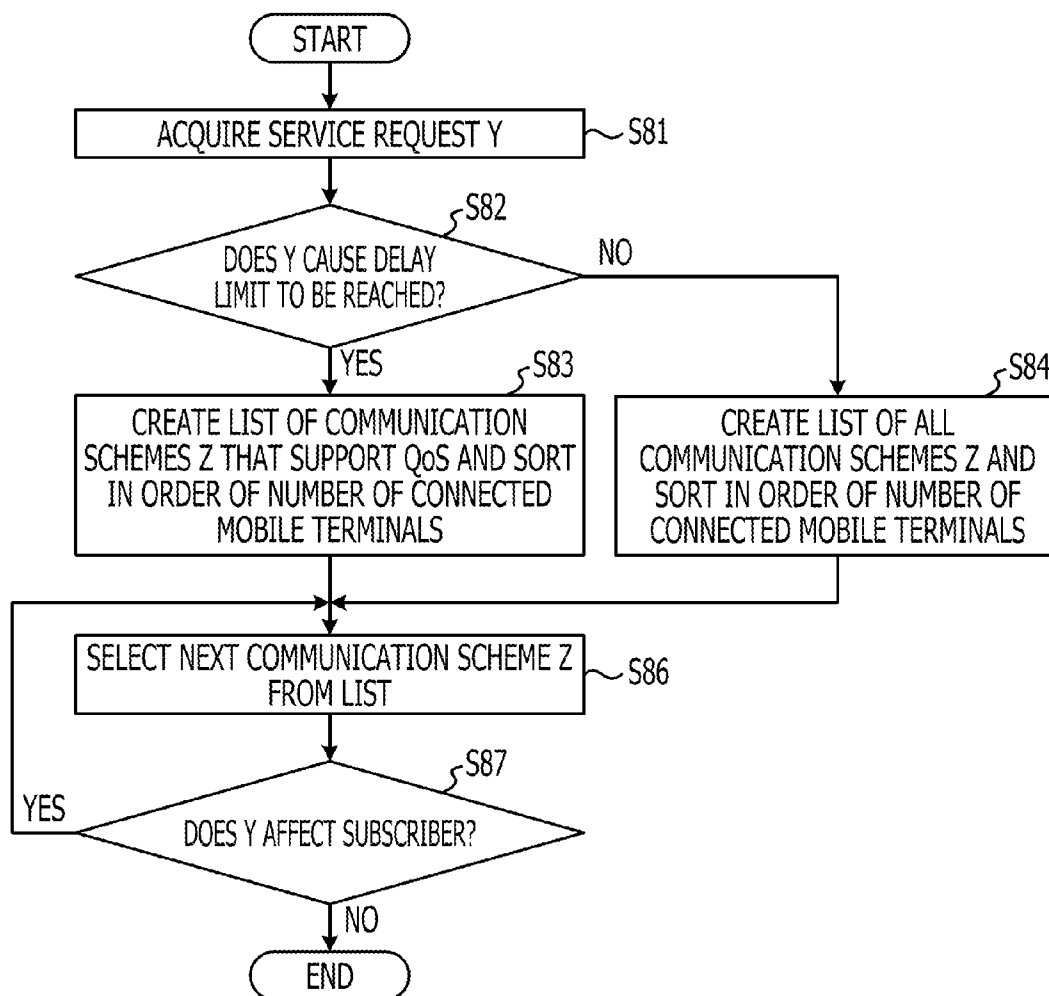 START
ACQUIRE SERVICE REQUEST Y
S81
S82
DOES Y CAUSE DELAY
LIMIT TO BE REACHED?
NO
YES
S83
CREATE LIST OF COMMUNICATION
SCHEMES Z THAT SUPPORT QoS AND SORT
IN ORDER OF NUMBER OF CONNECTED
MOBILE TERMINALS
S84
CREATE LIST OF ALL
COMMUNICATION SCHEMES Z AND
SORT IN ORDER OF NUMBER OF
CONNECTED MOBILE TERMINALS
SELECT NEXT COMMUNICATION SCHEME Z
FROM LIST
S86
S87
YES
DOES Y AFFECT SUBSCRIBER?
NO
END